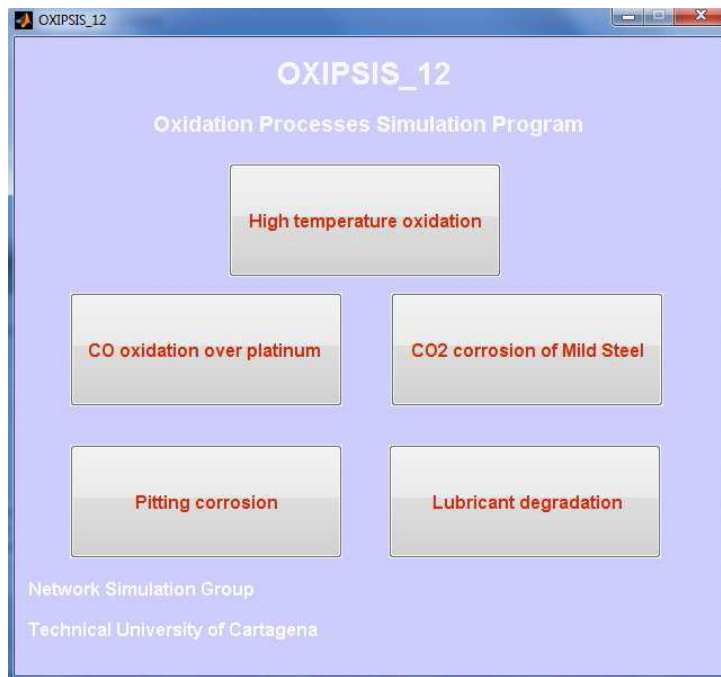 OXIPSIS_12
OXIPSIS_12
Oxidation Processes Simulation Program
High temperature oxidation
CO oxidation over platinum
CO2 corrosion of Mild Steel
Pitting corrosion
Lubricant degradation
Network Simulation Group
Technical University of Cartagena